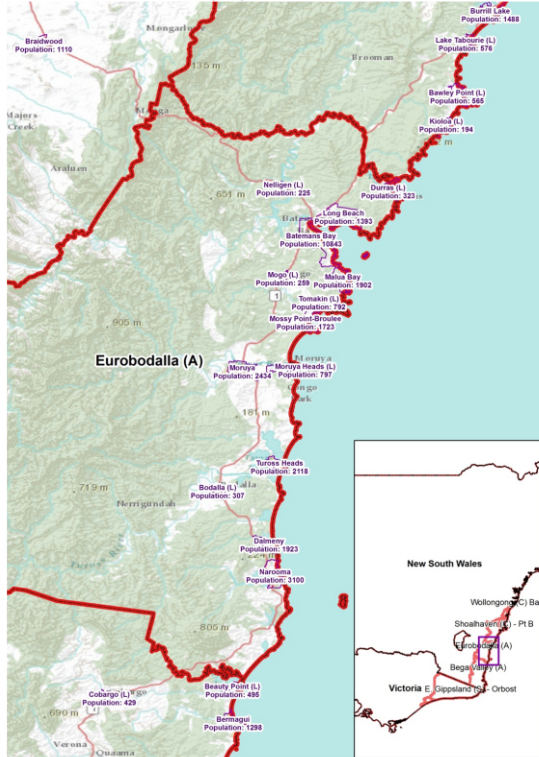 Burrill Lake
Population: 1488
Braidwood
Population: 1110
Mongarlowe
Lake Tabourie (L)
Population: 576
Brooman
135 m
Bawley Point (L)
Population: 565
Majors
Creek
Kioloa (L)
Population: 194
Araluen
Nelligen (L)
Population: 225
651 m
Durras (L)
Population: 323
Long Beach
Population: 1393
Batemans Bay
Population: 10843
Mogo (L)
Population: 259
Malua Bay
Population: 1902
1
Tomakin (L)
Population: 792
Mossy Point-Broulee
Population: 1723
905 m
Eurobodalla (A)
Moruya
Moruya
Population: 2434
Moruya Heads (L)
Population: 797
181 m
Tuross Heads
Population: 2118
719 m
Bodalla (L)
Population: 307
Nerrigundah
Dalmeny
Population: 1923
Narooma
Population: 3100
805 m
Beauty Point (L)
Population: 495
Cobargo (L)
Population: 429
690 m
Bermagui
Population: 1298
Verona
Quaama
New South Wales
Wollongong (C) Ba
Shoalhaven (C) - Pt B
Eurobodalla (A)
Bega Valley (A)
Victoria
E. Gippsland (S) - Orbost